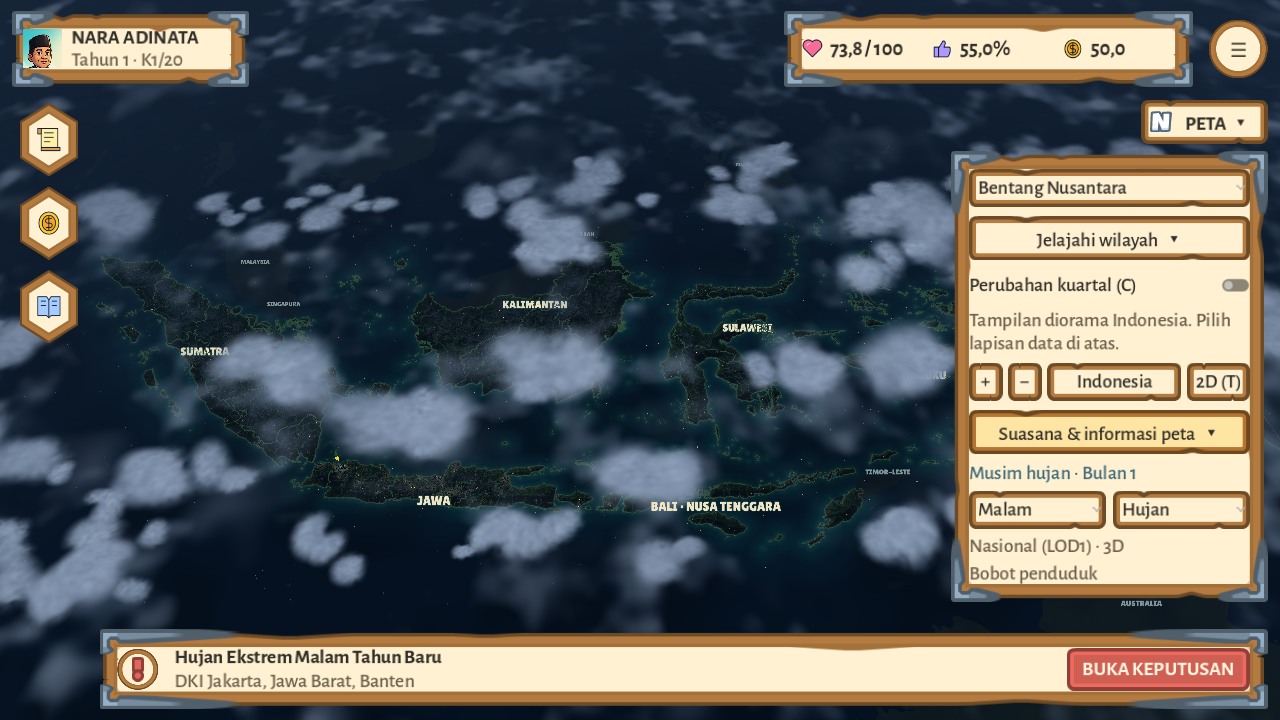 NARA ADINATA
Tahun 1 · K1/20
73,8/100
55,0%
50,0
☰
N PETA ▼
Bentang Nusantara
Jelajahi wilayah ▼
Perubahan kuartal (C)
Tampilan diorama Indonesia. Pilih
lapisan data di atas.
+
−
Indonesia
2D (T)
Suasana & informasi peta ▼
Musim hujan · Bulan 1
Malam
Hujan
Nasional (LOD1) · 3D
Bobot penduduk
MALAYSIA
SINGAPURA
KALIMANTAN
SULAWESI
SUMATRA
JAWA
BALI · NUSA TENGGARA
TIMOR-LESTE
AUSTRALIA
Hujan Ekstrem Malam Tahun Baru
DKI Jakarta, Jawa Barat, Banten
BUKA KEPUTUSAN